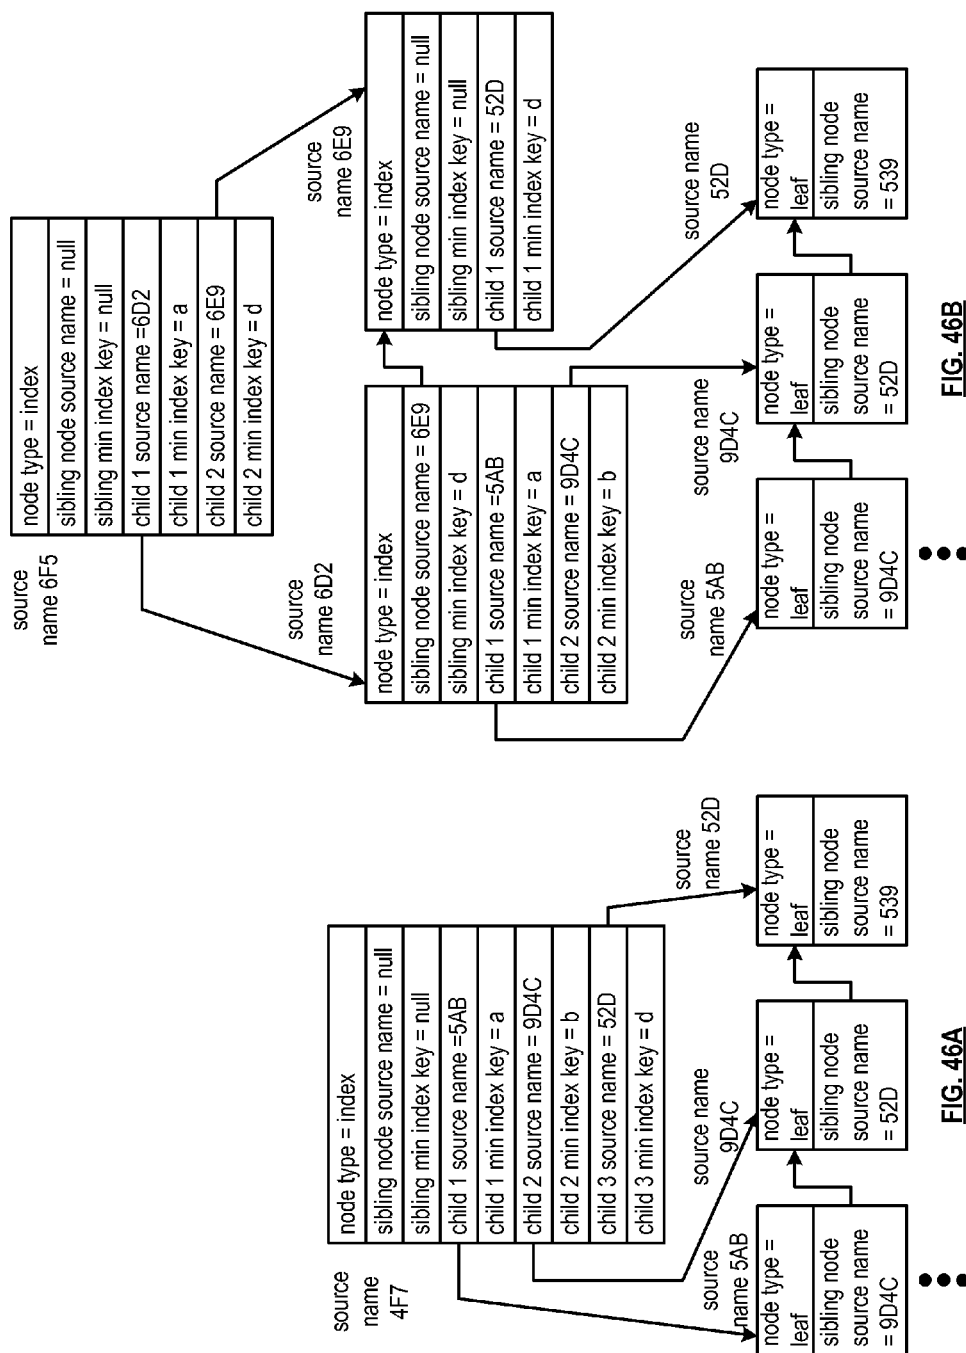 source
name
4F7
node type = index
sibling node source name = null
sibling min index key = null
child 1 source name =5AB
child 1 min index key = a
child 2 source name = 9D4C
child 2 min index key = b
child 3 source name = 52D
child 3 min index key = d
source
name 5AB
source name
9D4C
source
name 52D
node type =
leaf
sibling node
source name
= 9D4C
node type =
leaf
sibling node
source name
= 52D
node type =
leaf
sibling node
source name
= 539
FIG. 46A
source
name 6F5
node type = index
sibling node source name = null
sibling min index key = null
child 1 source name =6D2
child 1 min index key = a
child 2 source name = 6E9
child 2 min index key = d
source
name 6D2
source
name 6E9
node type = index
sibling node source name = 6E9
sibling min index key = d
child 1 source name =5AB
child 1 min index key = a
child 2 source name = 9D4C
child 2 min index key = b
node type = index
sibling node source name = null
sibling min index key = null
child 1 source name = 52D
child 1 min index key = d
source
name 5AB
source name
9D4C
source name
52D
node type =
leaf
sibling node
source name
= 9D4C
node type =
leaf
sibling node
source name
= 52D
node type =
leaf
sibling node
source name
= 539
FIG. 46B